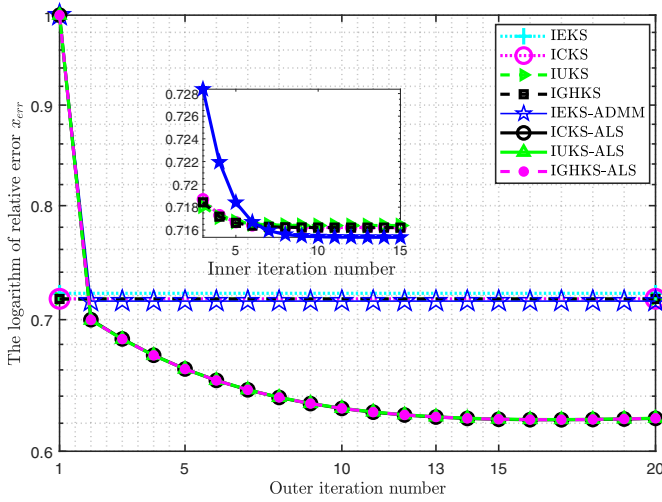 The logarithm of relative error x_err
1
0.9
0.8
0.7
0.6
1
5
10
13
15
20
Outer iteration number
0.728
0.726
0.724
0.722
0.72
0.718
0.716
5
10
15
Inner iteration number
IEKS
ICKS
IUKS
IGHKS
IEKS-ADMM
ICKS-ALS
IUKS-ALS
IGHKS-ALS